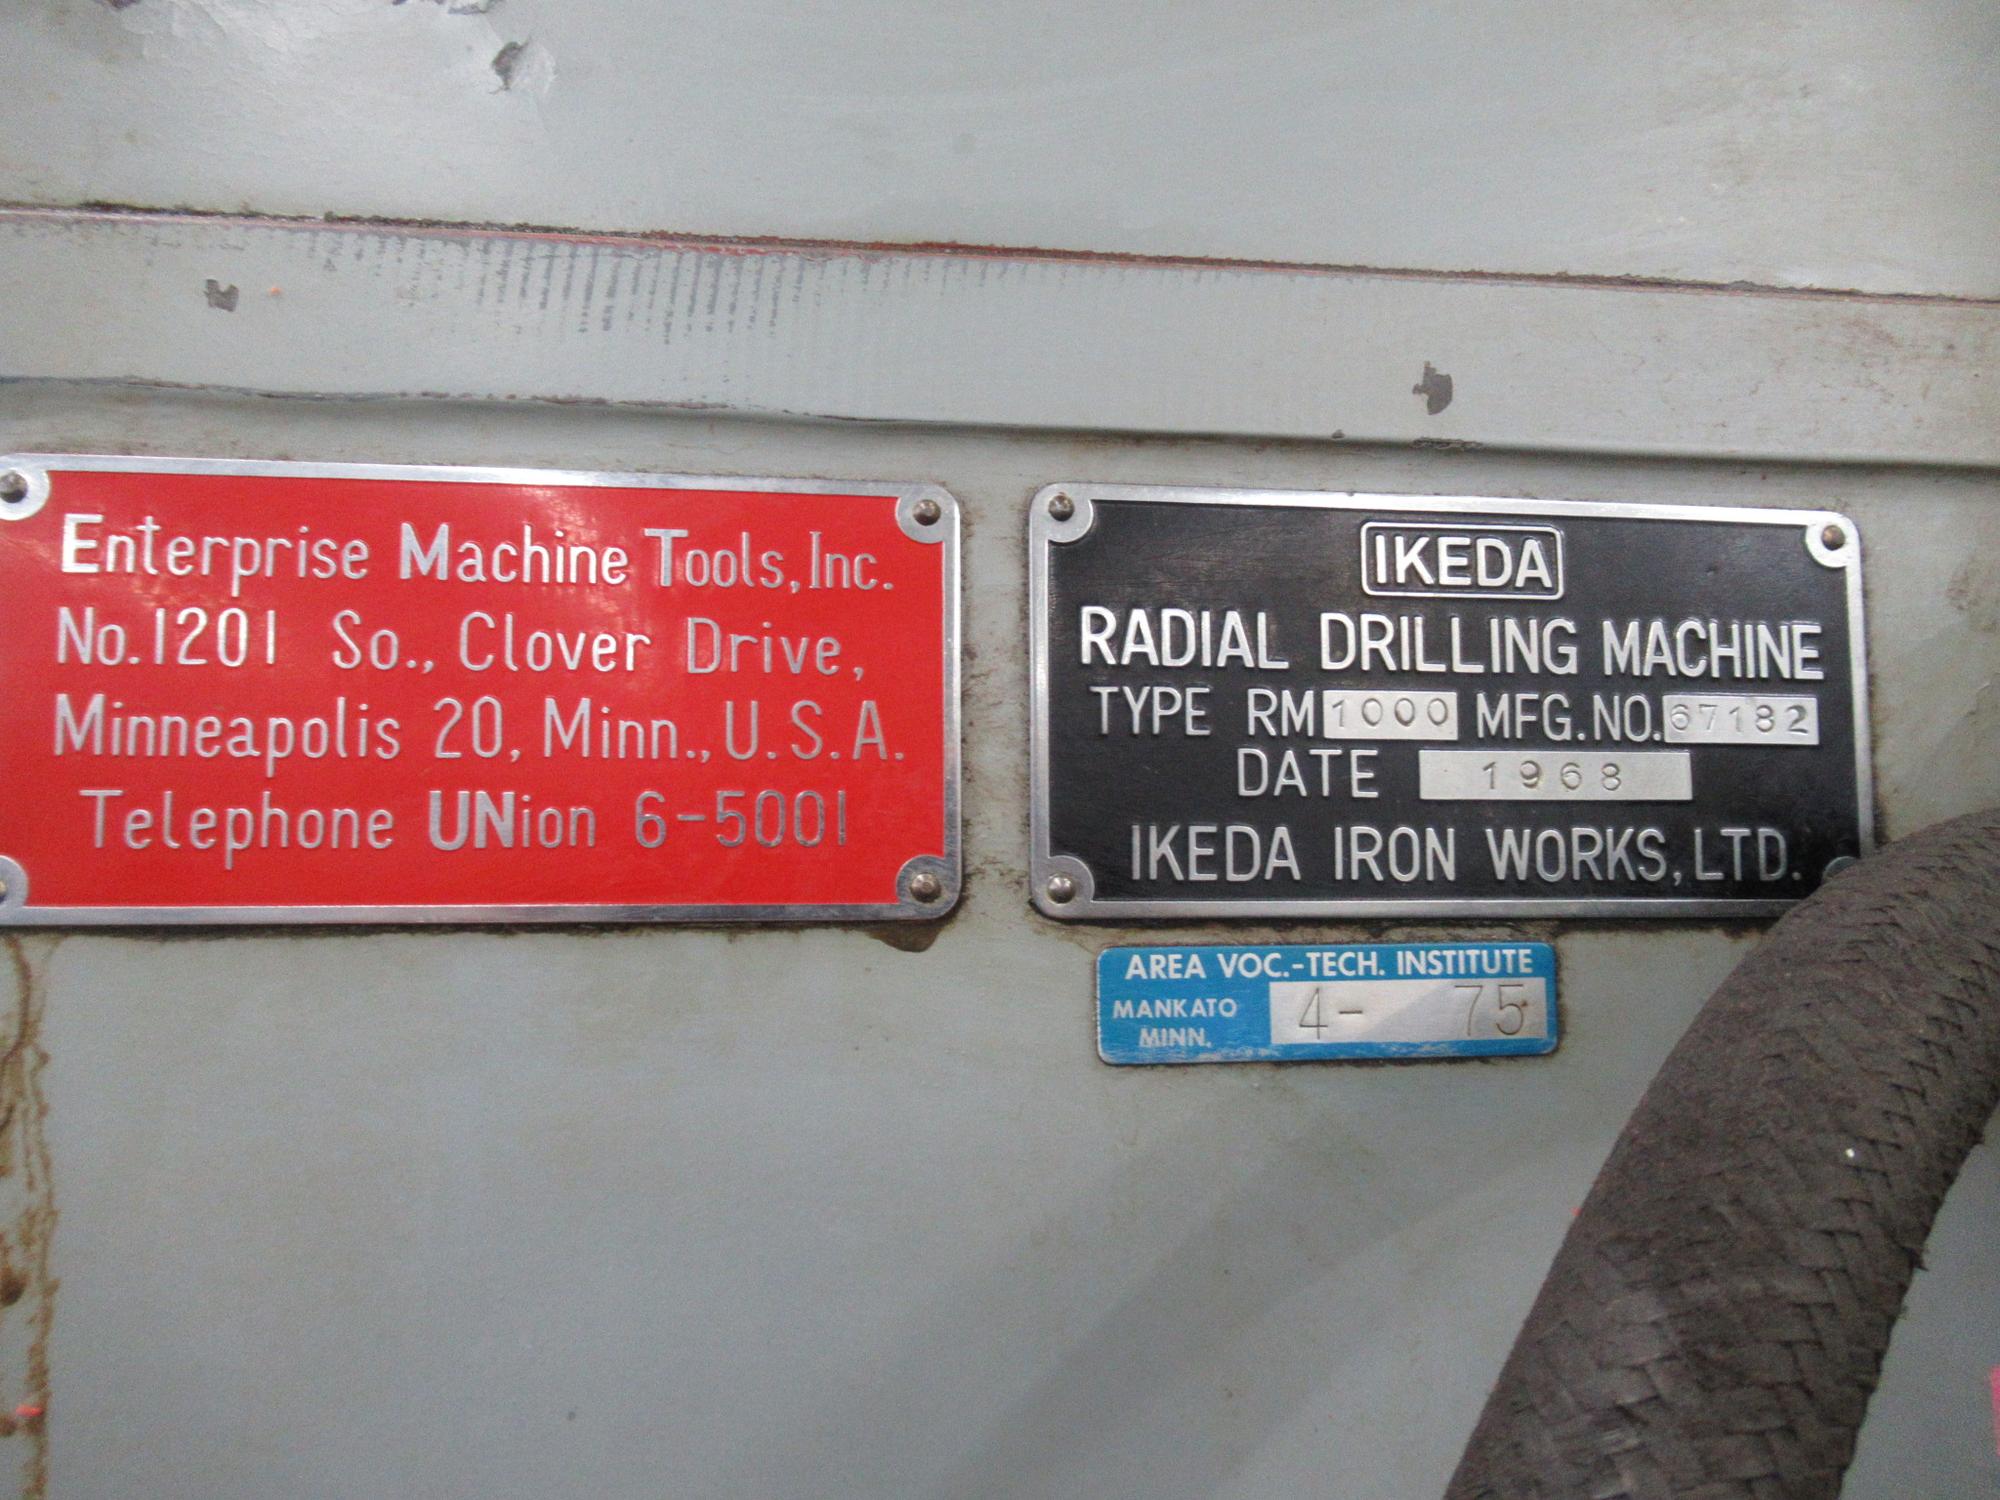 Enterprise Machine Tools, Inc.
No. 1201 So., Clover Drive,
Minneapolis 20, Minn., U.S.A.
Telephone UNion 6-5001
IKEDA
RADIAL DRILLING MACHINE
TYPE RM 1000 MFG. NO. 67182
DATE 1968
IKEDA IRON WORKS, LTD.
AREA VOC.-TECH. INSTITUTE
MANKATO 4- 75
MINN.